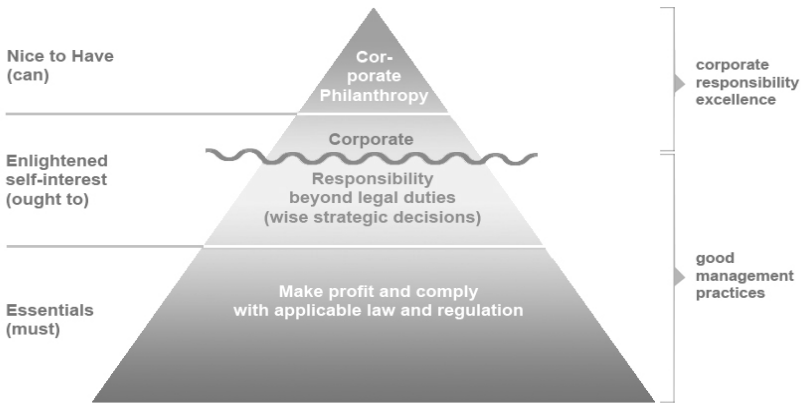 Nice to Have
(can)
Cor-
porate
Philanthropy
corporate
responsibility
excellence
Enlightened
self-interest
(ought to)
Corporate
Responsibility
beyond legal duties
(wise strategic decisions)
good
management
practices
Essentials
(must)
Make profit and comply
with applicable law and regulation